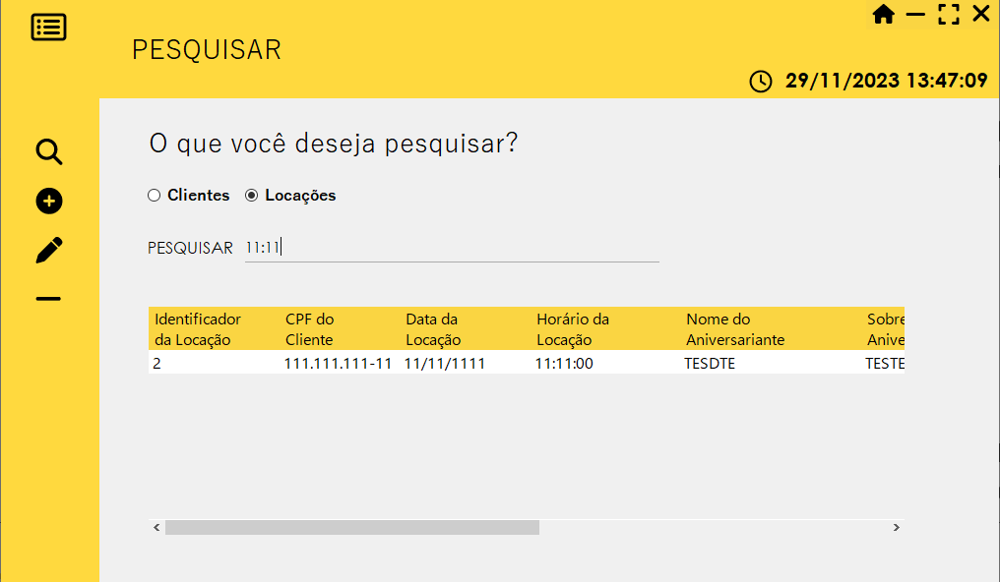 PESQUISAR
29/11/2023 13:47:09
O que você deseja pesquisar?
Clientes Locações
PESQUISAR 11:11
Identificador da Locação CPF do Cliente Data da Locação Horário da Locação Nome do Aniversariante Sobre Anive
2 111.111.111-11 11/11/1111 11:11:00 TESDTE TESTE